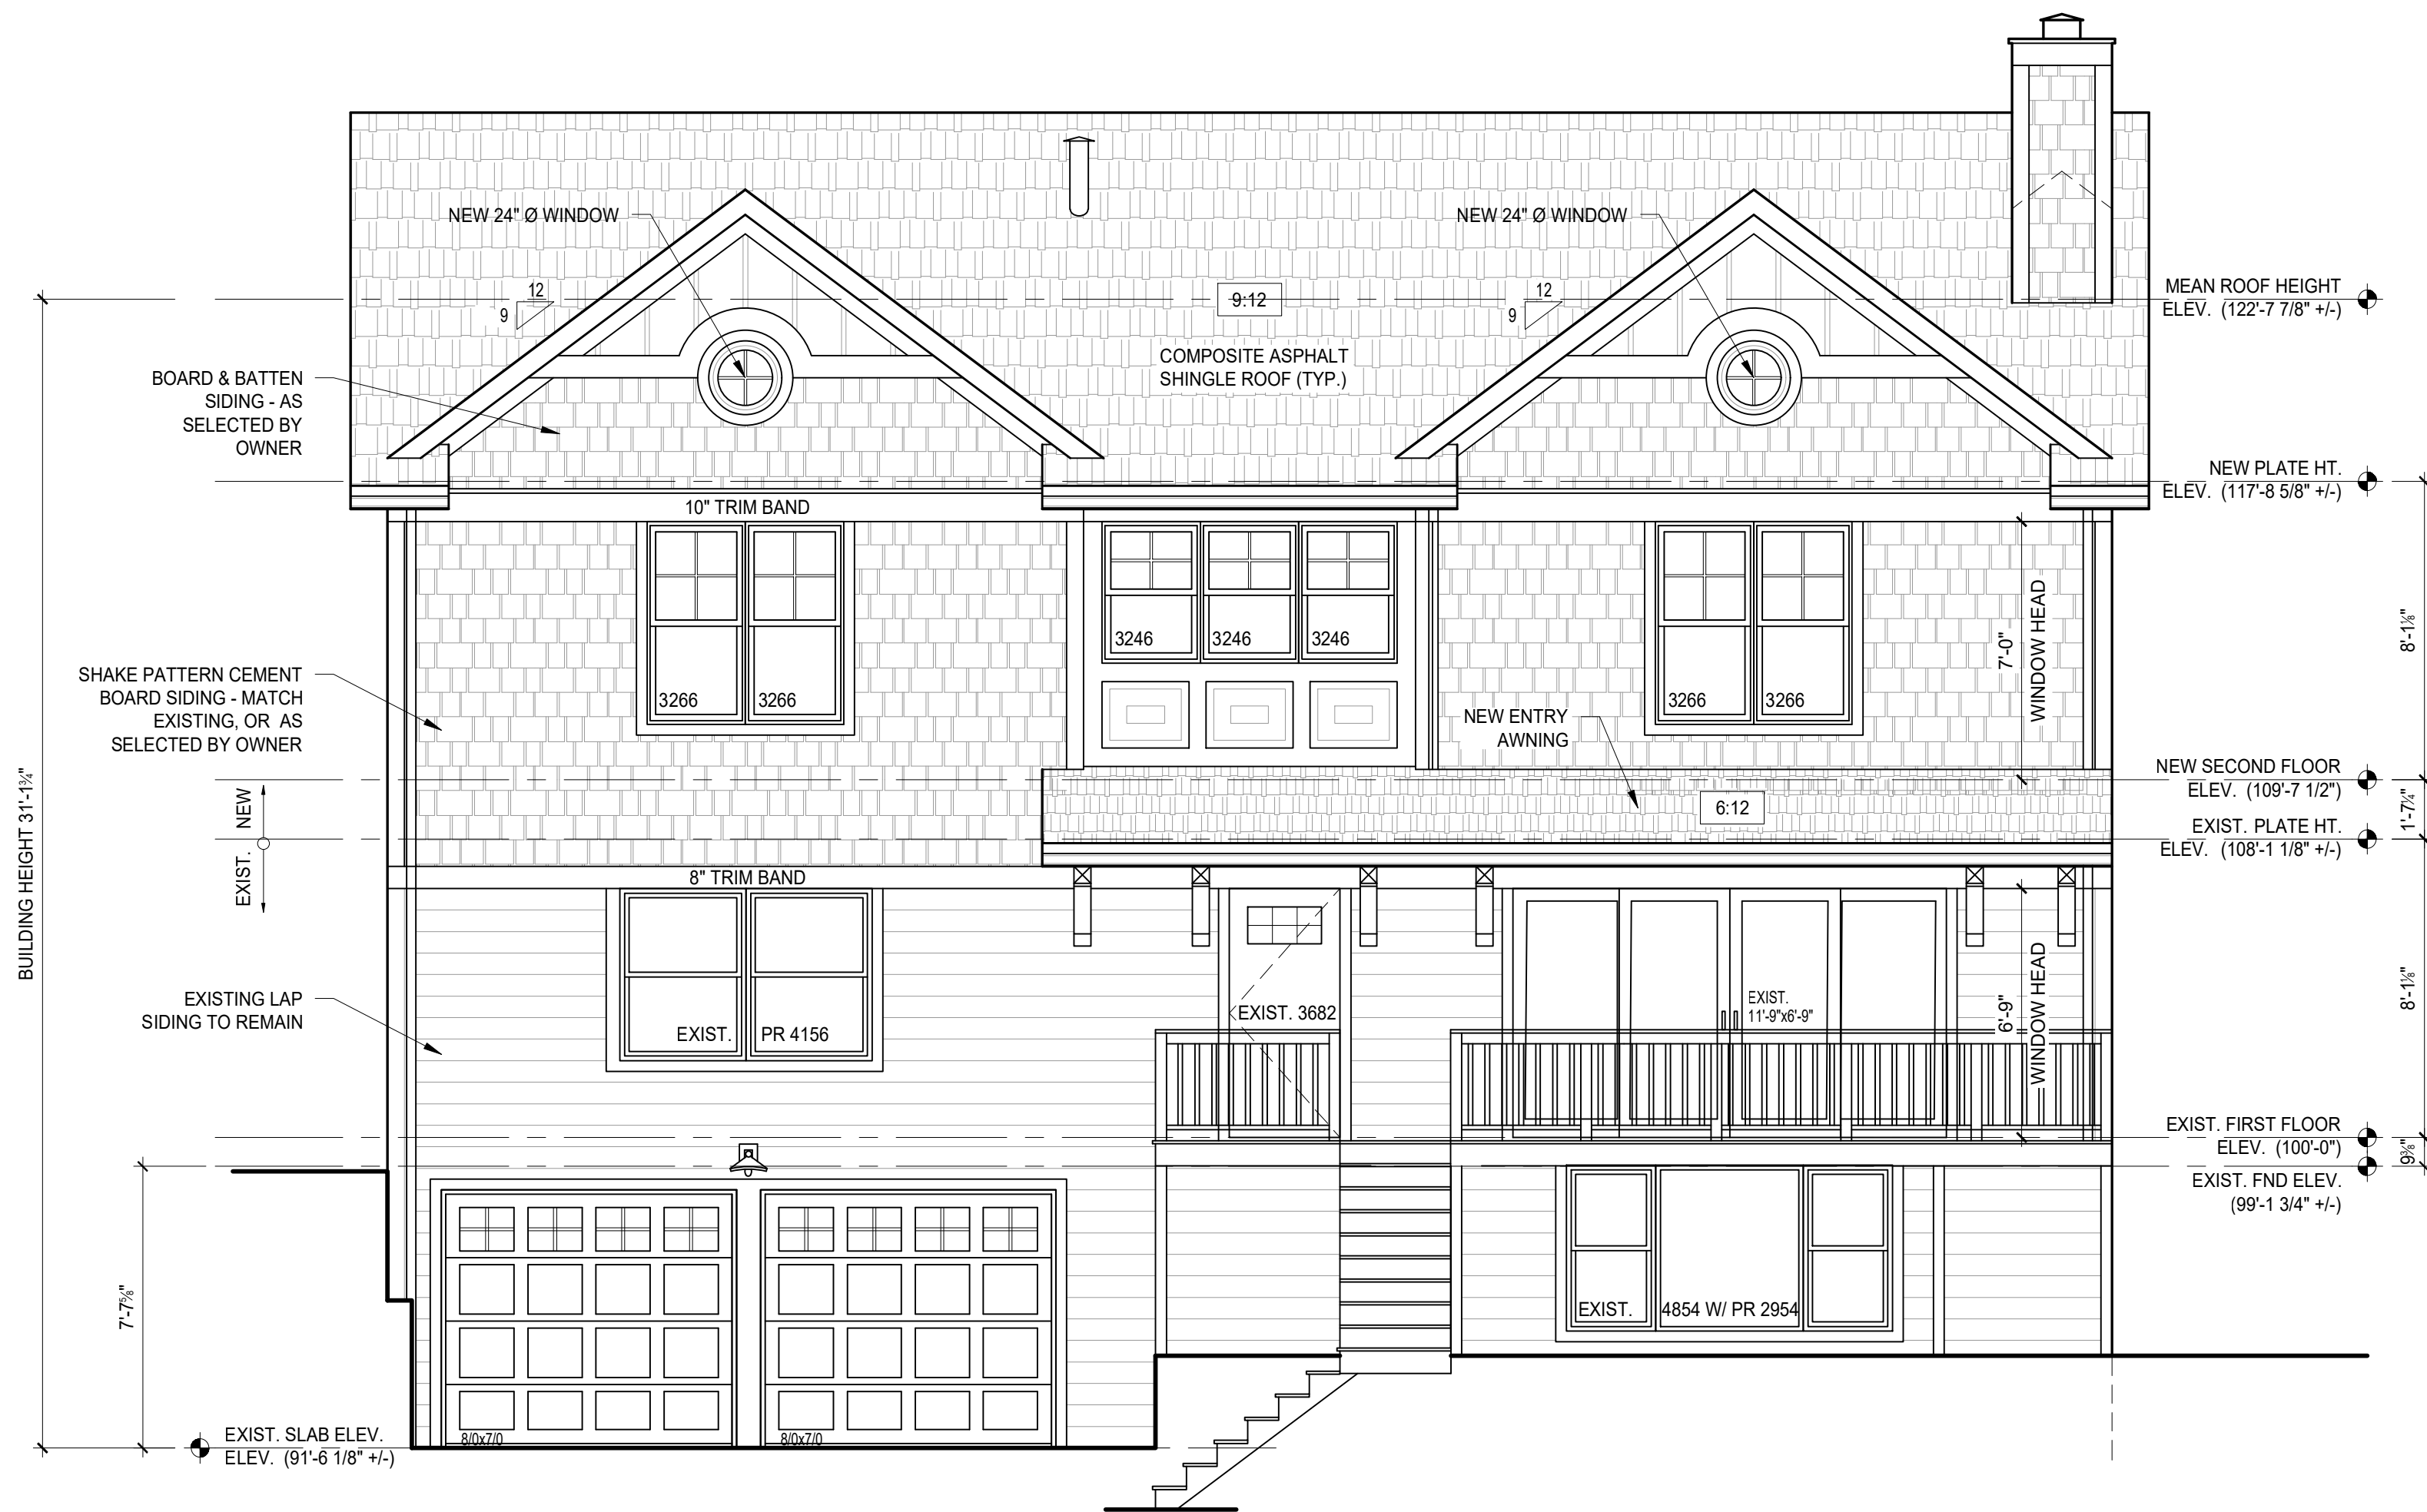 NEW 24" Ø WINDOW
NEW 24" Ø WINDOW
12
9
9:12
12
9
MEAN ROOF HEIGHT
ELEV. (122'-7 7/8" +/-)
COMPOSITE ASPHALT
SHINGLE ROOF (TYP.)
BOARD & BATTEN
SIDING - AS
SELECTED BY
OWNER
NEW PLATE HT.
ELEV. (117'-8 5/8" +/-)
10" TRIM BAND
3246
3246
3246
3266
3266
3266
3266
7'-0"
WINDOW HEAD
8'-1⅛"
SHAKE PATTERN CEMENT
BOARD SIDING - MATCH
EXISTING, OR AS
SELECTED BY OWNER
NEW ENTRY
AWNING
NEW SECOND FLOOR
ELEV. (109'-7 1/2")
6:12
1'-7¼"
NEW
EXIST.
EXIST. PLATE HT.
ELEV. (108'-1 1/8" +/-)
BUILDING HEIGHT 31'-1¾"
8" TRIM BAND
EXISTING LAP
SIDING TO REMAIN
EXIST. PR 4156
EXIST. 3682
EXIST.
11'-9"x6'-9"
6'-9"
WINDOW HEAD
8'-1⅛"
EXIST. FIRST FLOOR
ELEV. (100'-0")
9⅜"
EXIST. FND ELEV.
(99'-1 3/4" +/-)
7'-7⅝"
EXIST. 4854 W/ PR 2954
8/0x7/0
8/0x7/0
EXIST. SLAB ELEV.
ELEV. (91'-6 1/8" +/-)